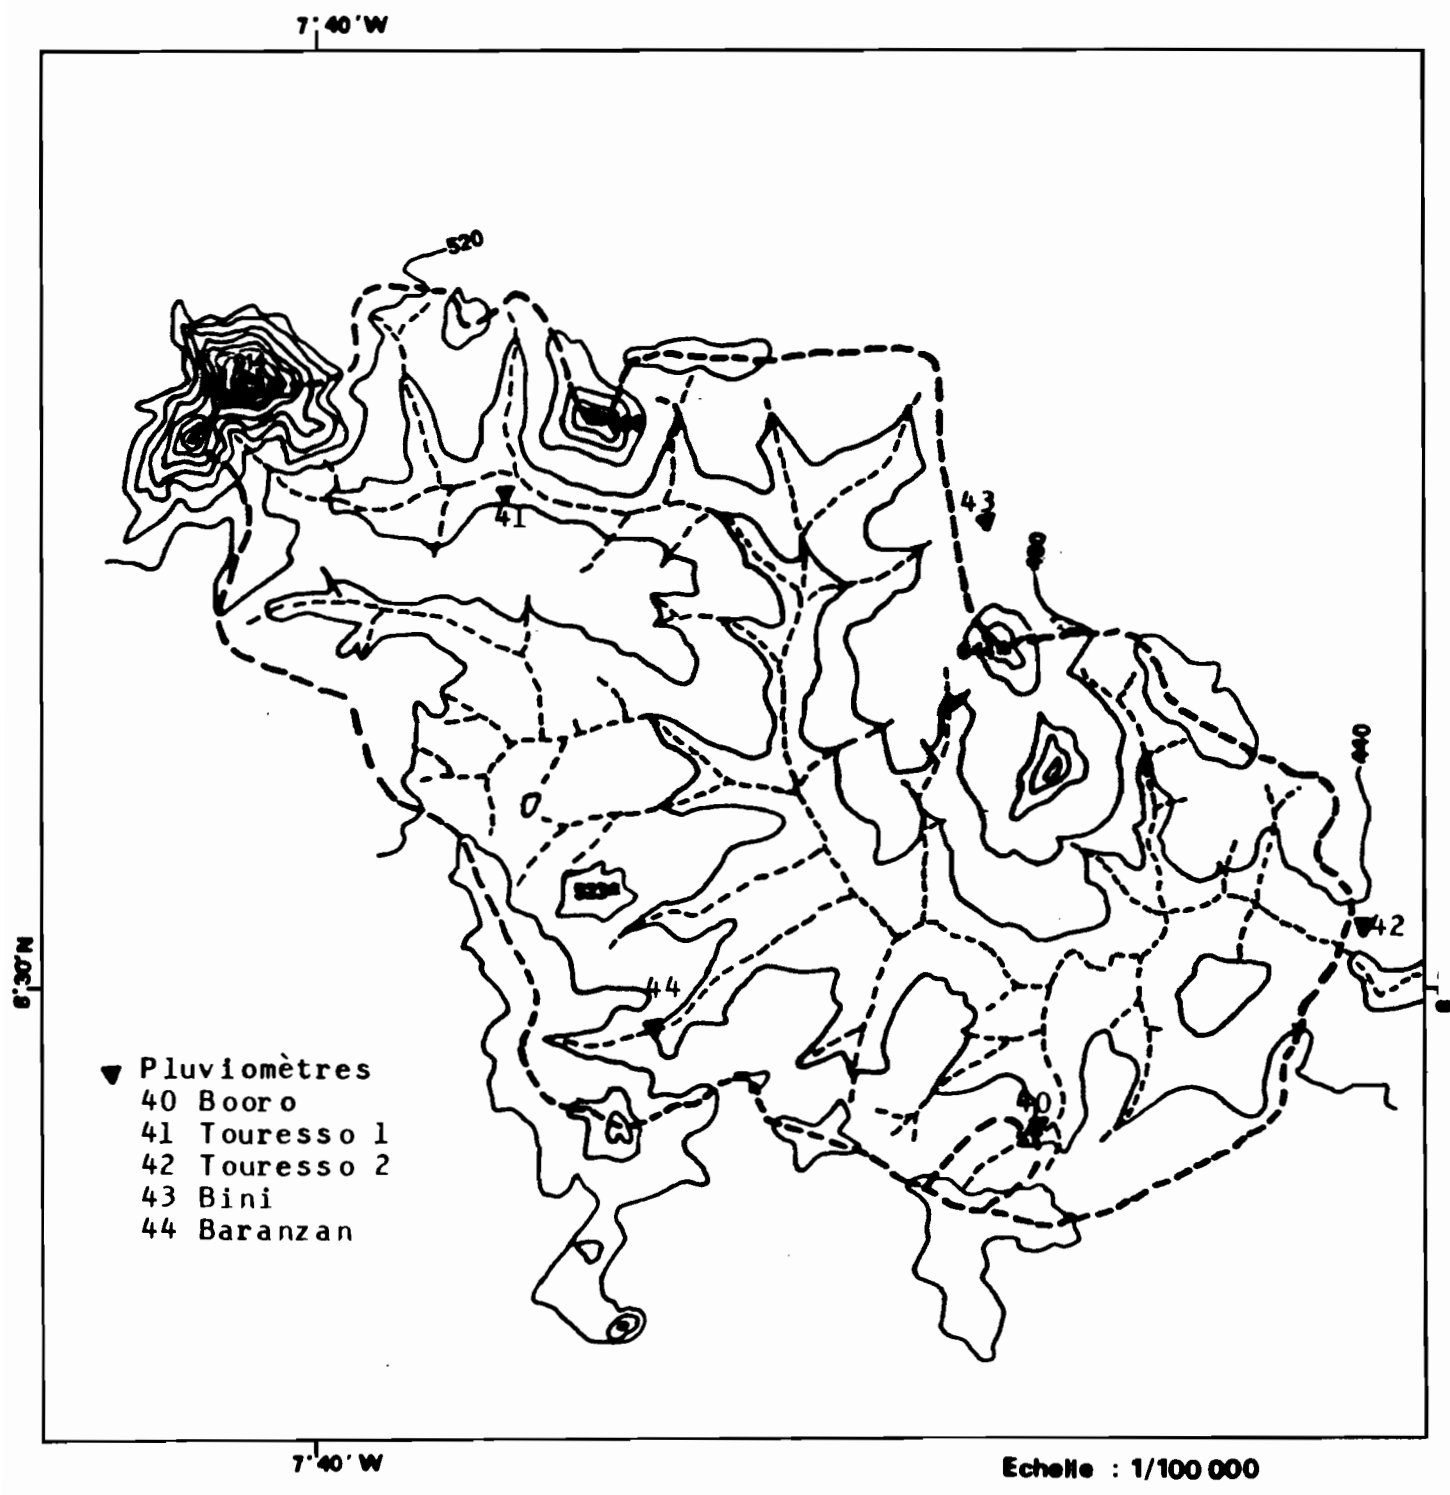 7°40'W
520
41
43
440
42
8°30'N
44
▼ Pluviomètres
40 Booro
41 Touresso 1
42 Touresso 2
43 Bini
44 Baranzan
40
7°40'W
Echelle : 1/100 000